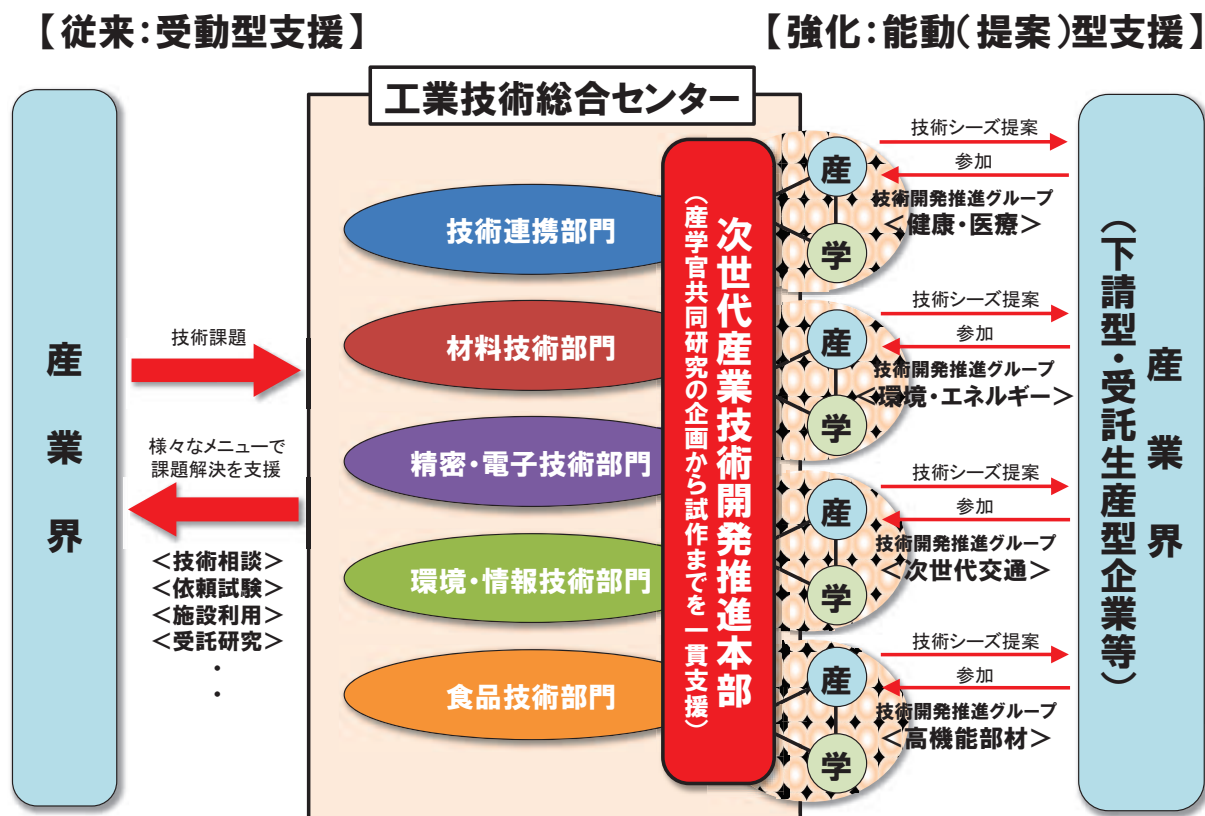 【従来：受動型支援】
【強化：能動（提案）型支援】
産業界
技術課題
様々なメニューで
課題解決を支援
＜技術相談＞
＜依頼試験＞
＜施設利用＞
＜受託研究＞
・
・
工業技術総合センター
技術連携部門
材料技術部門
精密・電子技術部門
環境・情報技術部門
食品技術部門
次世代産業技術開発推進本部
（産学官共同研究の企画から試作までを一貫支援）
産
学
技術シーズ提案
参加
技術開発推進グループ
＜健康・医療＞
産
学
技術シーズ提案
参加
技術開発推進グループ
＜環境・エネルギー＞
産
学
技術シーズ提案
参加
技術開発推進グループ
＜次世代交通＞
産
学
技術シーズ提案
参加
技術開発推進グループ
＜高機能部材＞
産業界
（下請型・受託生産型企業等）